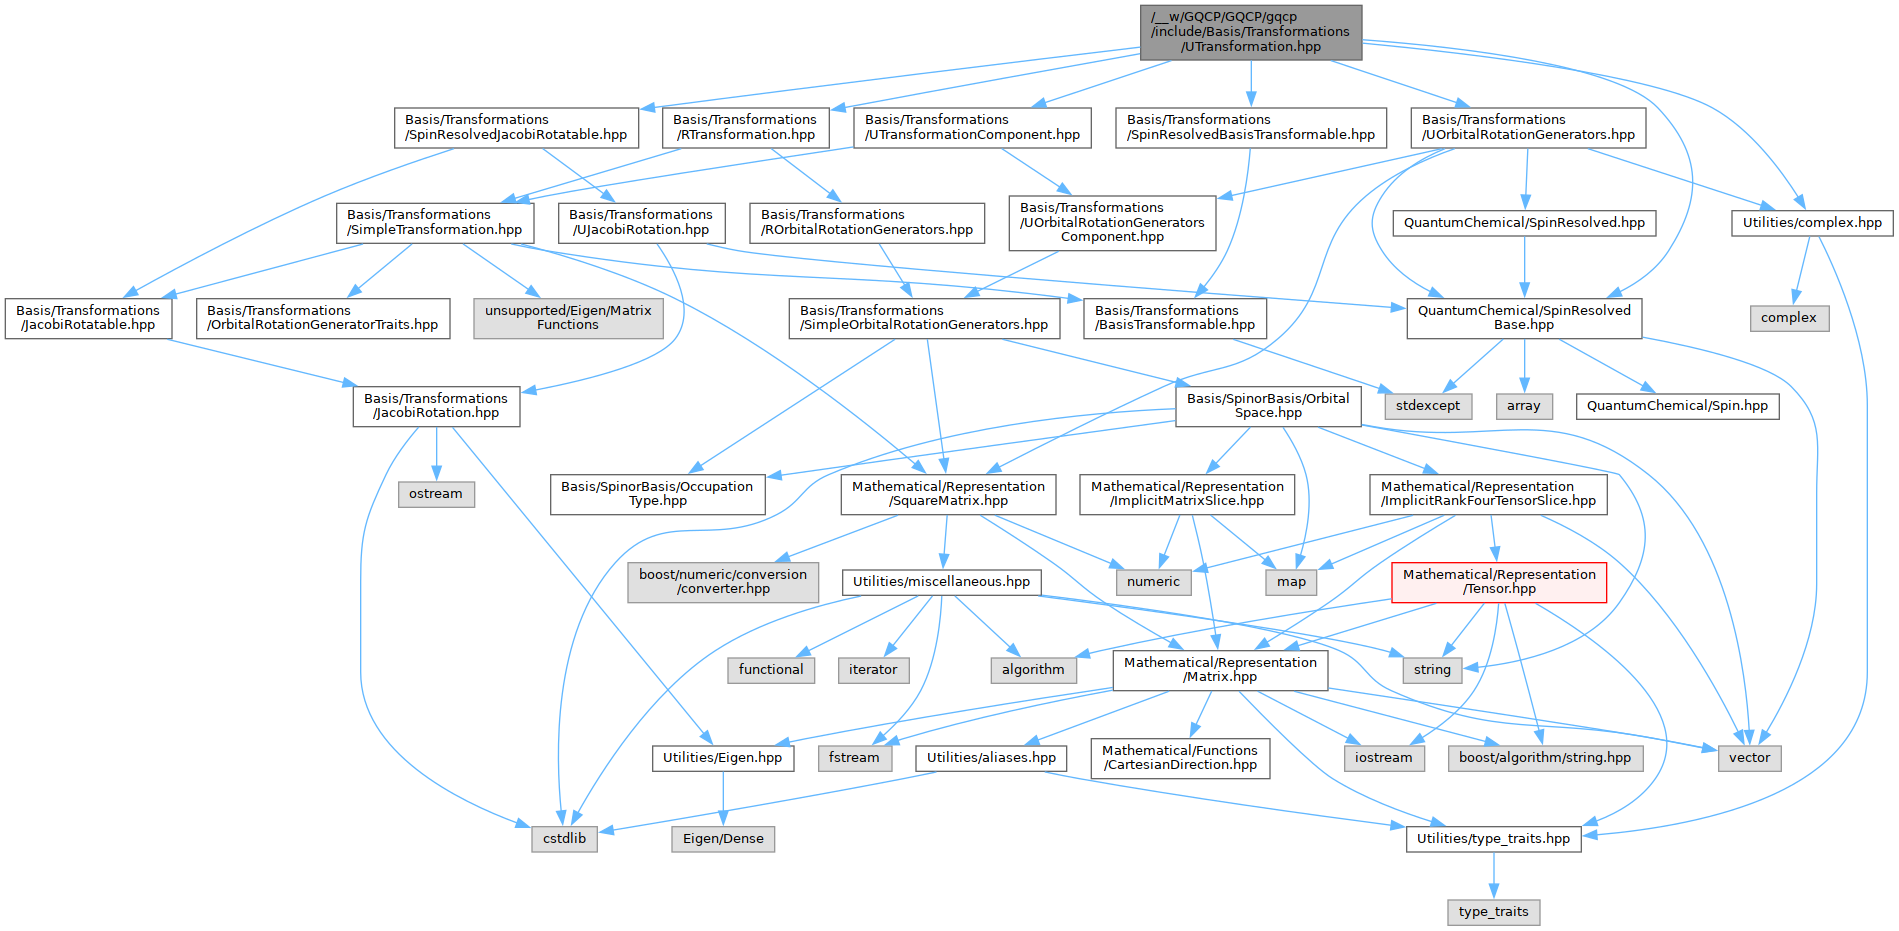 /__w/GQCP/GQCP/gqcp
/include/Basis/Transformations
/UTransformation.hpp
Basis/Transformations
/SpinResolvedJacobiRotatable.hpp
Basis/Transformations
/RTransformation.hpp
Basis/Transformations
/UTransformationComponent.hpp
Basis/Transformations
/SpinResolvedBasisTransformable.hpp
Basis/Transformations
/UOrbitalRotationGenerators.hpp
Basis/Transformations
/SimpleTransformation.hpp
Basis/Transformations
/UJacobiRotation.hpp
Basis/Transformations
/ROrbitalRotationGenerators.hpp
Basis/Transformations
/UOrbitalRotationGenerators
Component.hpp
QuantumChemical/SpinResolved.hpp
Utilities/complex.hpp
Basis/Transformations
/JacobiRotatable.hpp
Basis/Transformations
/OrbitalRotationGeneratorTraits.hpp
unsupported/Eigen/Matrix
Functions
Basis/Transformations
/SimpleOrbitalRotationGenerators.hpp
Basis/Transformations
/BasisTransformable.hpp
QuantumChemical/SpinResolved
Base.hpp
complex
Basis/Transformations
/JacobiRotation.hpp
Basis/SpinorBasis/Orbital
Space.hpp
stdexcept
array
QuantumChemical/Spin.hpp
ostream
Basis/SpinorBasis/Occupation
Type.hpp
Mathematical/Representation
/SquareMatrix.hpp
Mathematical/Representation
/ImplicitMatrixSlice.hpp
Mathematical/Representation
/ImplicitRankFourTensorSlice.hpp
boost/numeric/conversion
/converter.hpp
Utilities/miscellaneous.hpp
numeric
map
Mathematical/Representation
/Tensor.hpp
functional
iterator
algorithm
Mathematical/Representation
/Matrix.hpp
string
Utilities/Eigen.hpp
fstream
Utilities/aliases.hpp
Mathematical/Functions
/CartesianDirection.hpp
iostream
boost/algorithm/string.hpp
vector
cstdlib
Eigen/Dense
Utilities/type_traits.hpp
type_traits